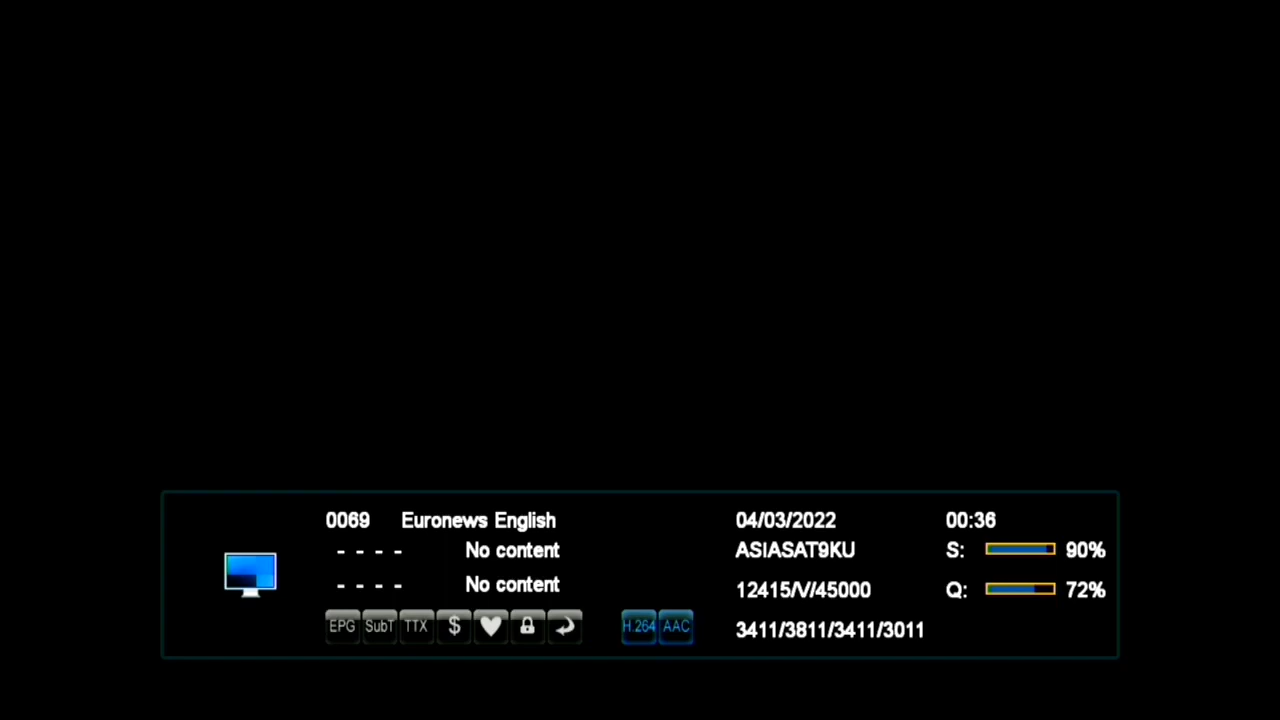 0069 Euronews English 04/03/2022 00:36
- - - - No content ASIASAT9KU S: 90%
- - - - No content 12415/V/45000 Q: 72%
EPG SubT TTX $ H.264 AAC 3411/3811/3411/3011